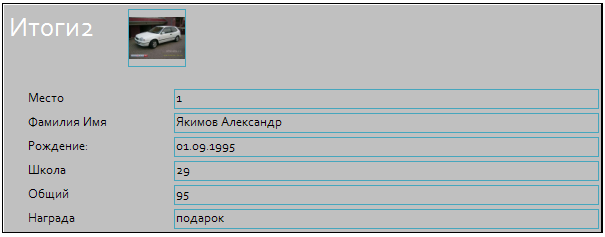 Итоги2
Место 1
Фамилия Имя Якимов Александр
Рождение: 01.09.1995
Школа 29
Общий 95
Награда подарок